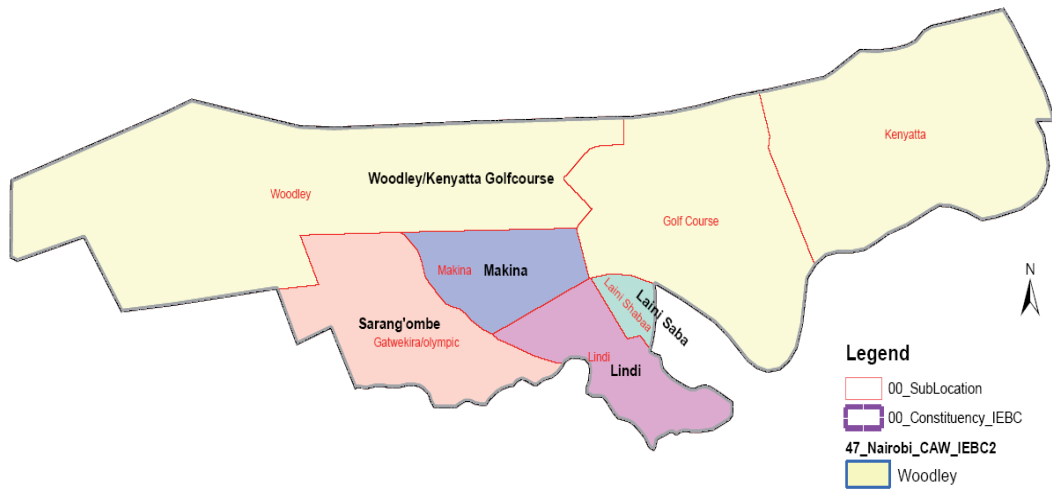 Kenyatta
Woodley/Kenyatta Golfcourse
Woodley
Golf Course
Makina
Makina
Laini Saba
Laini Shabaa
Sarang'ombe
Gatwekira/olympic
Lindi
Lindi
N
Legend
00_SubLocation
00_Constituency_IEBC
47_Nairobi_CAW_IEBC2
Woodley